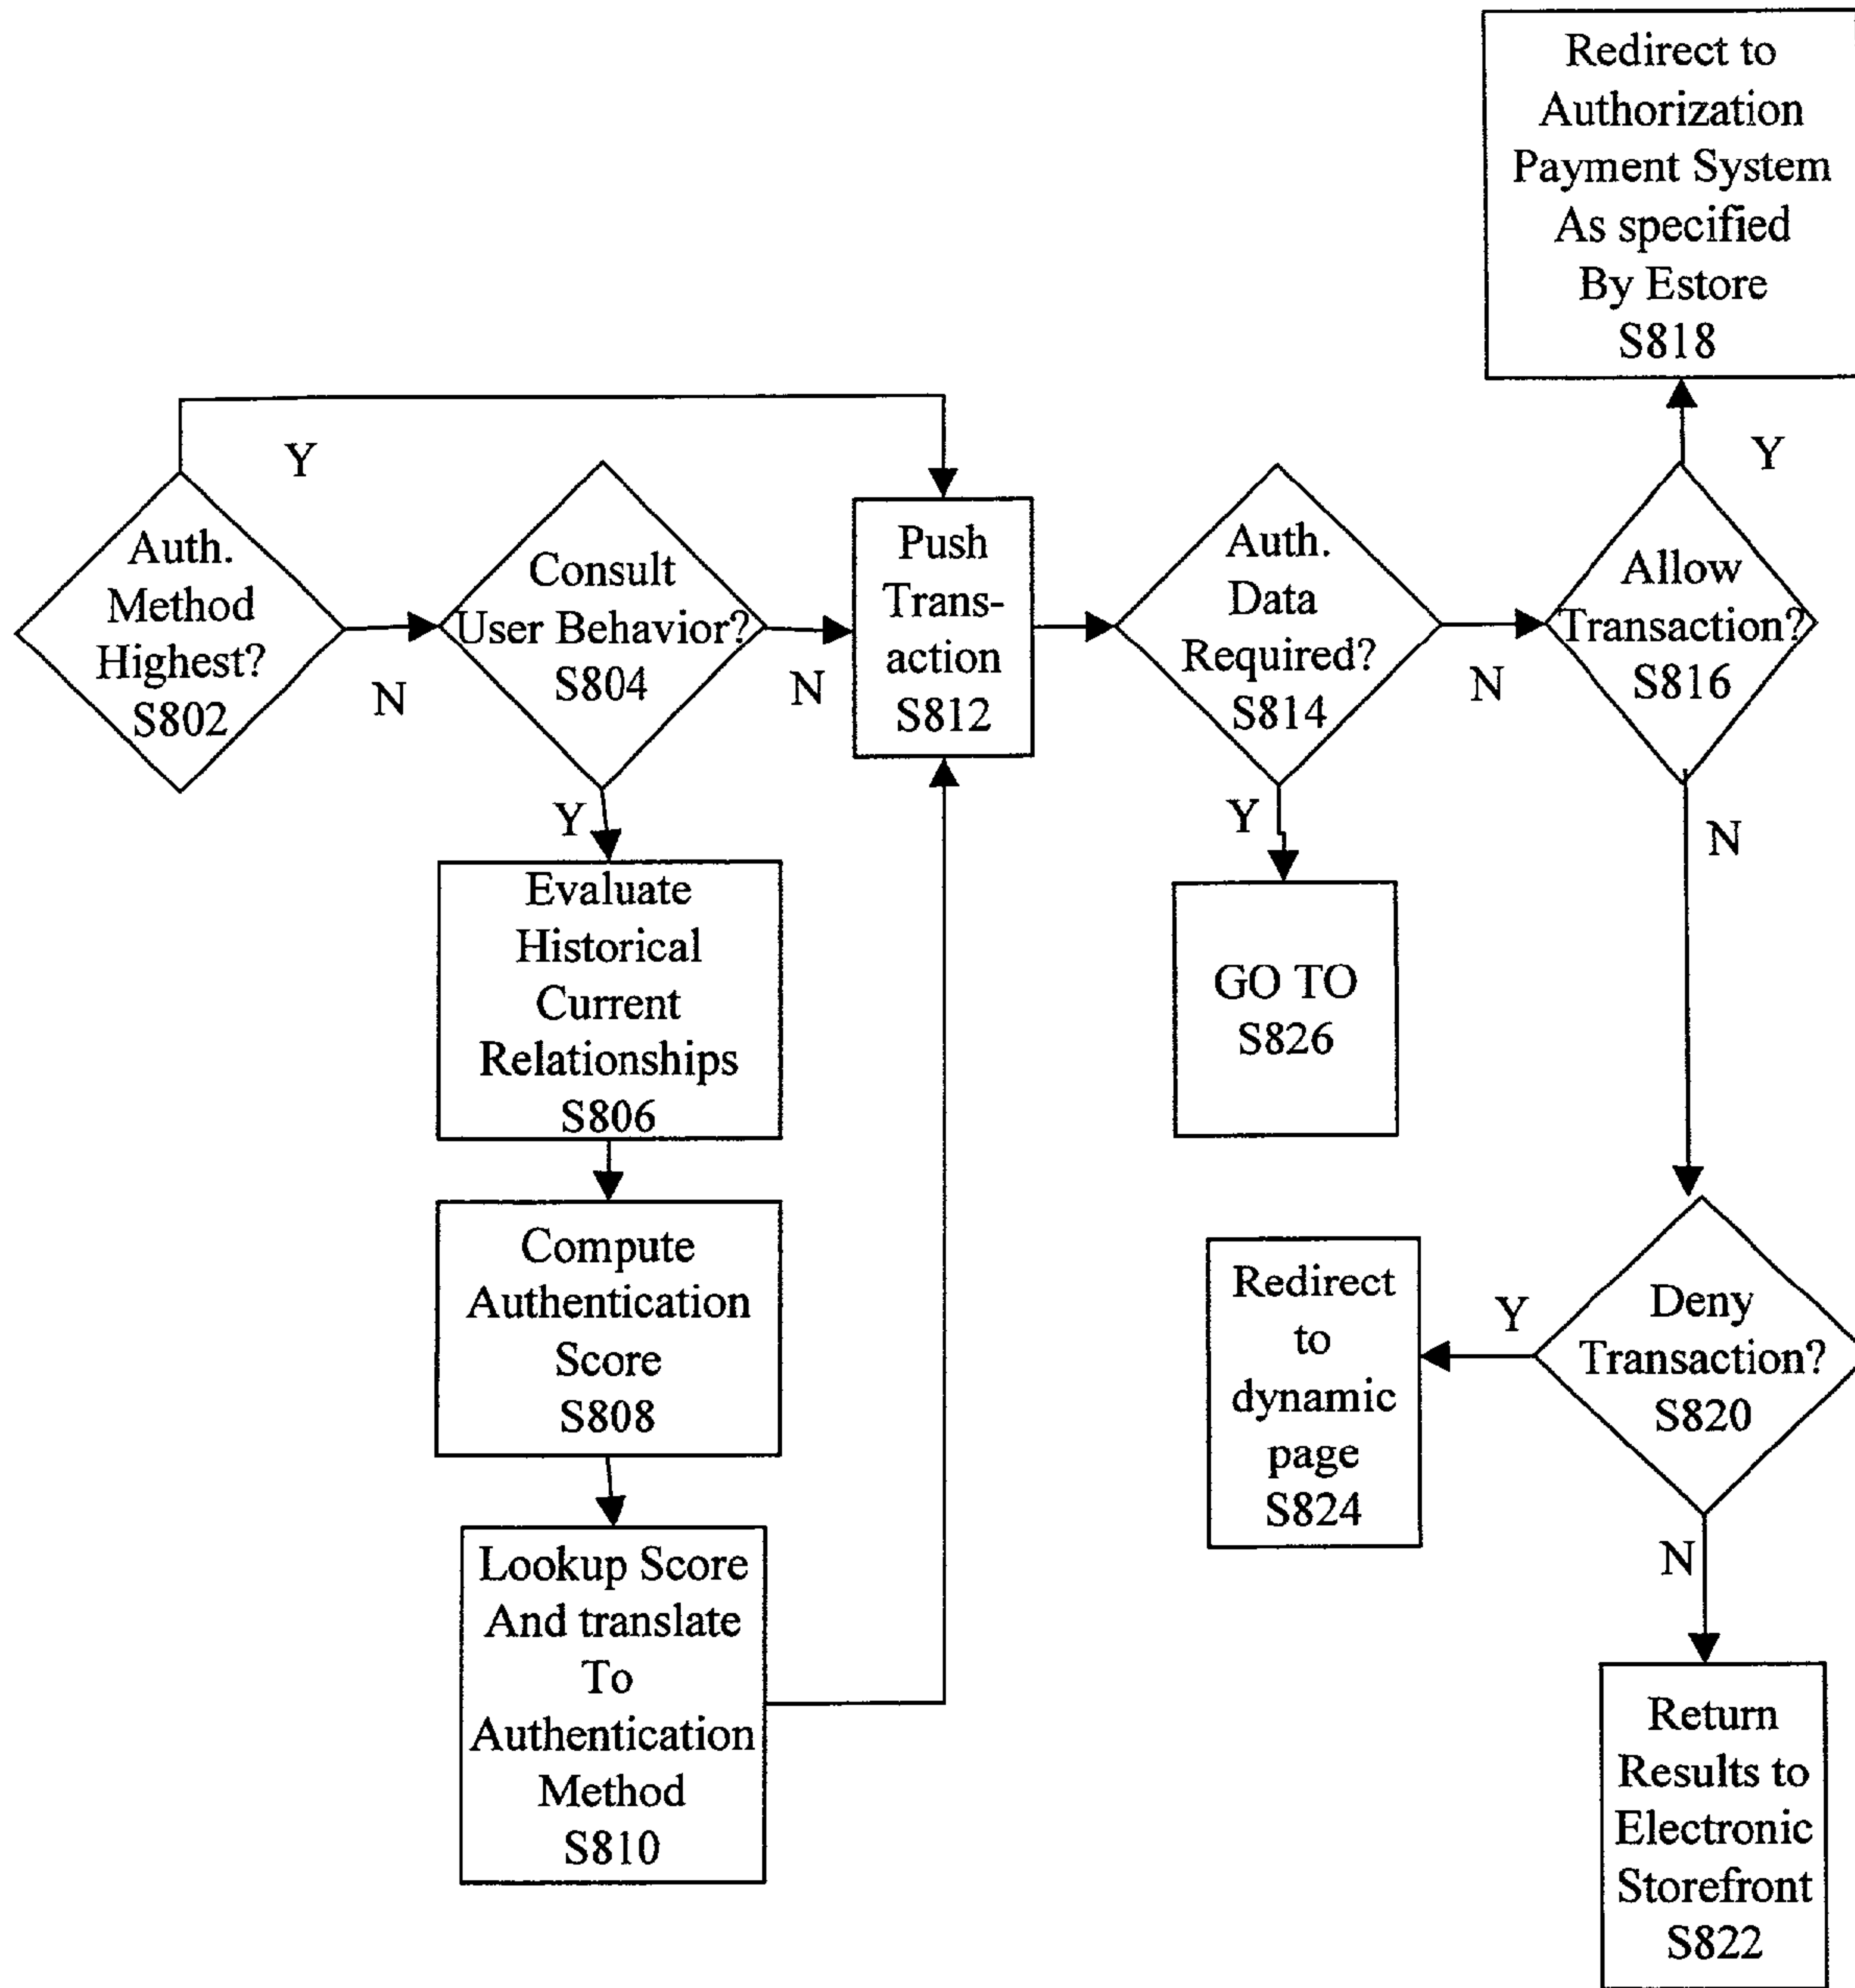 Redirect to
Authorization
Payment System
As specified
By Estore
S818
Y
Auth.
Method
Highest?
S802
N
Consult
User Behavior?
S804
N
Y
Push
Trans-
action
S812
Auth.
Data
Required?
S814
N
Y
Allow
Transaction?
S816
Y
N
Evaluate
Historical
Current
Relationships
S806
GO TO
S826
Compute
Authentication
Score
S808
Redirect
to
dynamic
page
S824
Y
Deny
Transaction?
S820
N
Lookup Score
And translate
To
Authentication
Method
S810
Return
Results to
Electronic
Storefront
S822